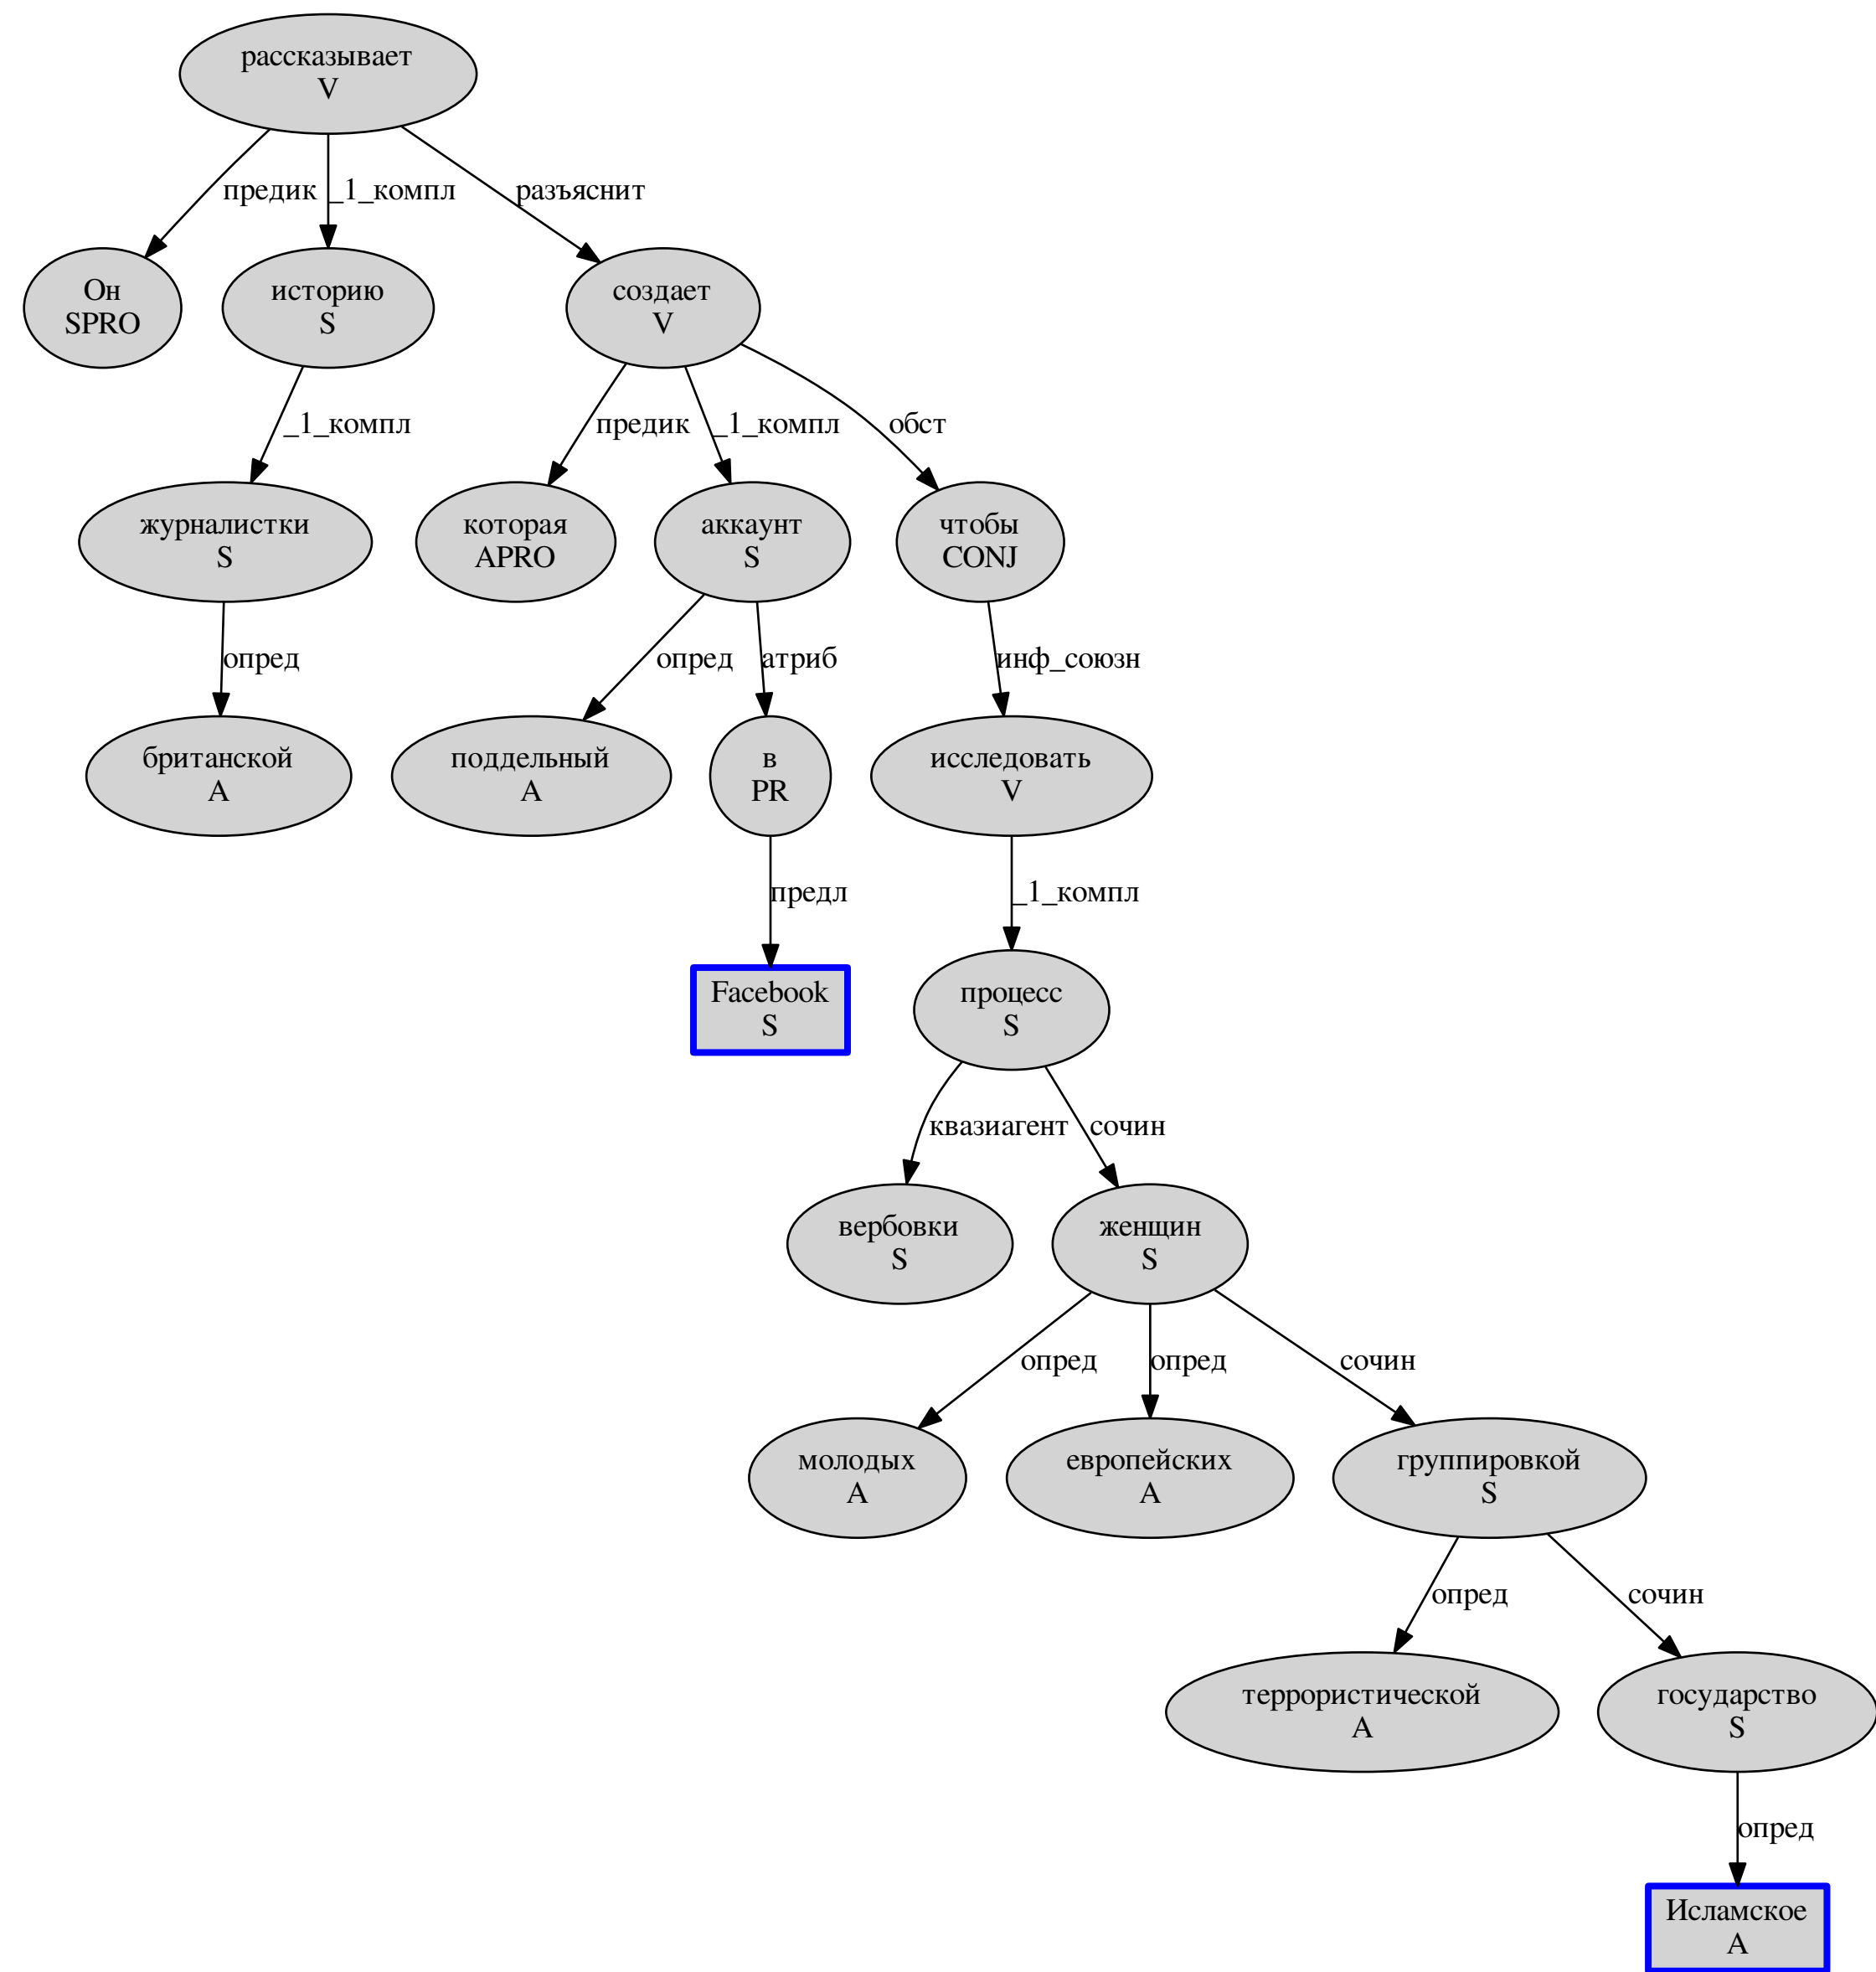 рассказывает
V
предик
_1_компл
разъяснит
Он
SPRO
историю
S
создает
V
_1_компл
предик
_1_компл
обст
журналистки
S
которая
APRO
аккаунт
S
чтобы
CONJ
опред
опред
атриб
инф_союзн
британской
A
поддельный
A
в
PR
исследовать
V
предл
_1_компл
Facebook
S
процесс
S
квазиагент
сочин
вербовки
S
женщин
S
опред
опред
сочин
молодых
A
европейских
A
группировкой
S
опред
сочин
террористической
A
государство
S
опред
Исламское
A